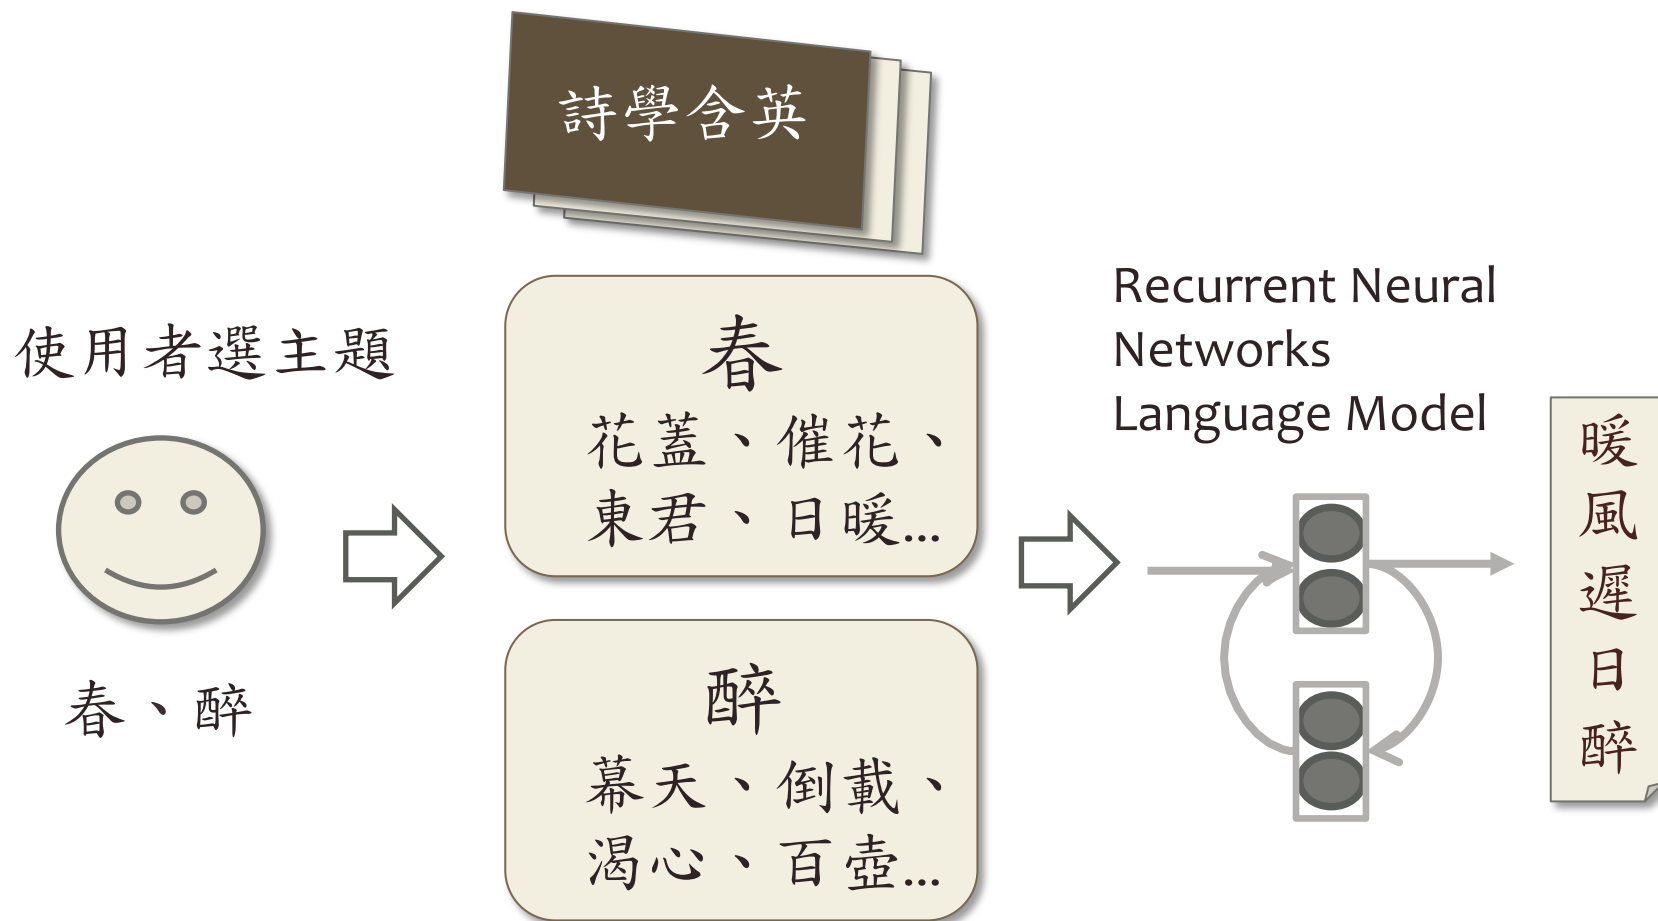 詩學含英
使用者選主題
春、醉
春
花蓋、催花、
東君、日暖...
醉
幕天、倒載、
渴心、百壺...
Recurrent Neural
Networks
Language Model
暖風遲日醉